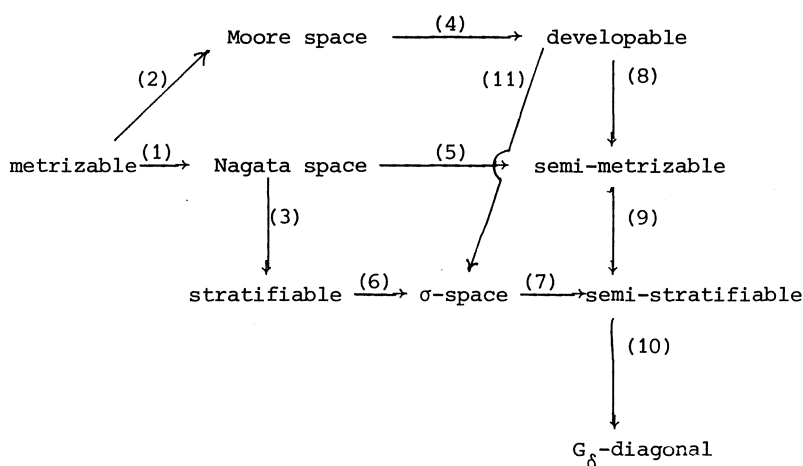 Moore space (4) developable
(2) (11) (8)
metrizable (1) Nagata space (5) semi-metrizable
(3) (9)
stratifiable (6) σ-space (7) semi-stratifiable
(10)
G_δ-diagonal